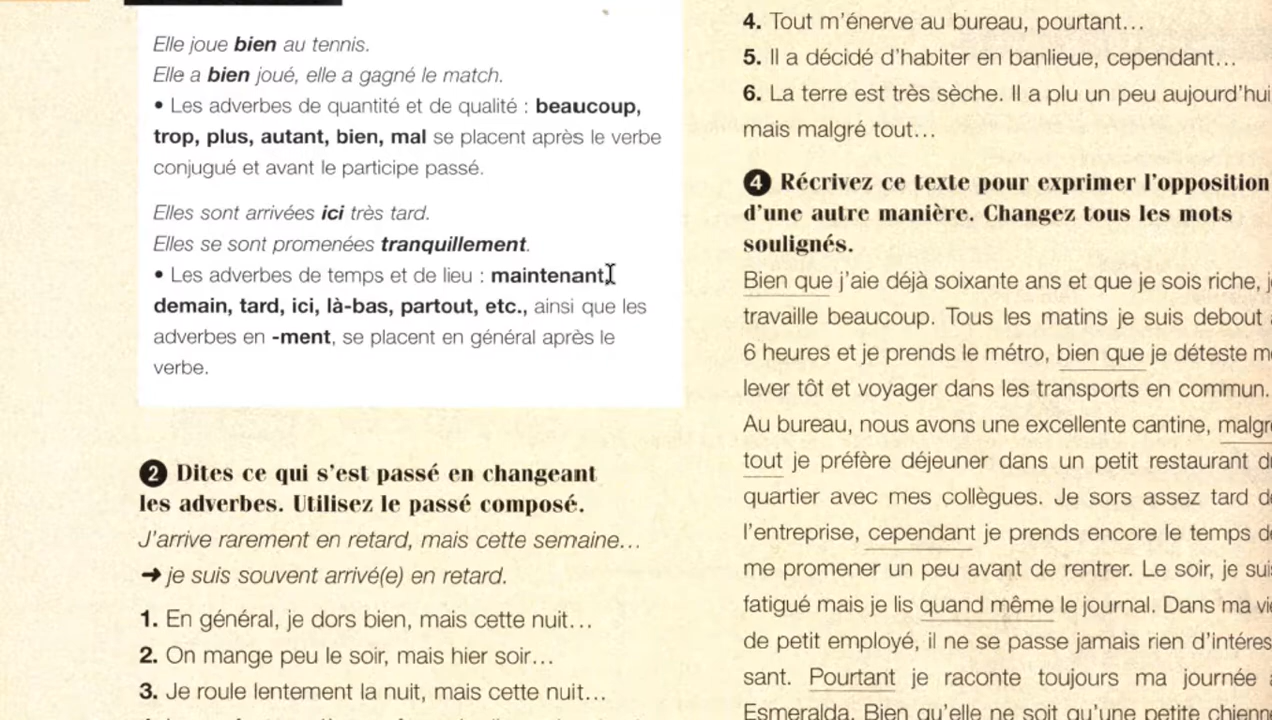 Elle joue bien au tennis.
Elle a bien joué, elle a gagné le match.
• Les adverbes de quantité et de qualité : beaucoup,
trop, plus, autant, bien, mal se placent après le verbe
conjugué et avant le participe passé.
Elles sont arrivées ici très tard.
Elles se sont promenées tranquillement.
• Les adverbes de temps et de lieu : maintenant,
demain, tard, ici, là-bas, partout, etc., ainsi que les
adverbes en -ment, se placent en général après le
verbe.
2 Dites ce qui s'est passé en changeant
les adverbes. Utilisez le passé composé.
J'arrive rarement en retard, mais cette semaine...
➜ je suis souvent arrivé(e) en retard.
1. En général, je dors bien, mais cette nuit...
2. On mange peu le soir, mais hier soir...
3. Je roule lentement la nuit, mais cette nuit...
4. Tout m'énerve au bureau, pourtant...
5. Il a décidé d'habiter en banlieue, cependant...
6. La terre est très sèche. Il a plu un peu aujourd'hui
mais malgré tout...
4 Récrivez ce texte pour exprimer l'opposition
d'une autre manière. Changez tous les mots
soulignés.
Bien que j'aie déjà soixante ans et que je sois riche,
travaille beaucoup. Tous les matins je suis debout
6 heures et je prends le métro, bien que je déteste
lever tôt et voyager dans les transports en commun.
Au bureau, nous avons une excellente cantine,
tout je préfère déjeuner dans un petit restaurant
quartier avec mes collègues. Je sors assez tard
l'entreprise, cependant je prends encore le temps
me promener un peu avant de rentrer. Le soir, je
fatigué mais je lis quand même le journal. Dans ma
de petit employé, il ne se passe jamais rien
sant. Pourtant je raconte toujours ma journée
Esmeralda. Bien qu'elle ne soit qu'une petite